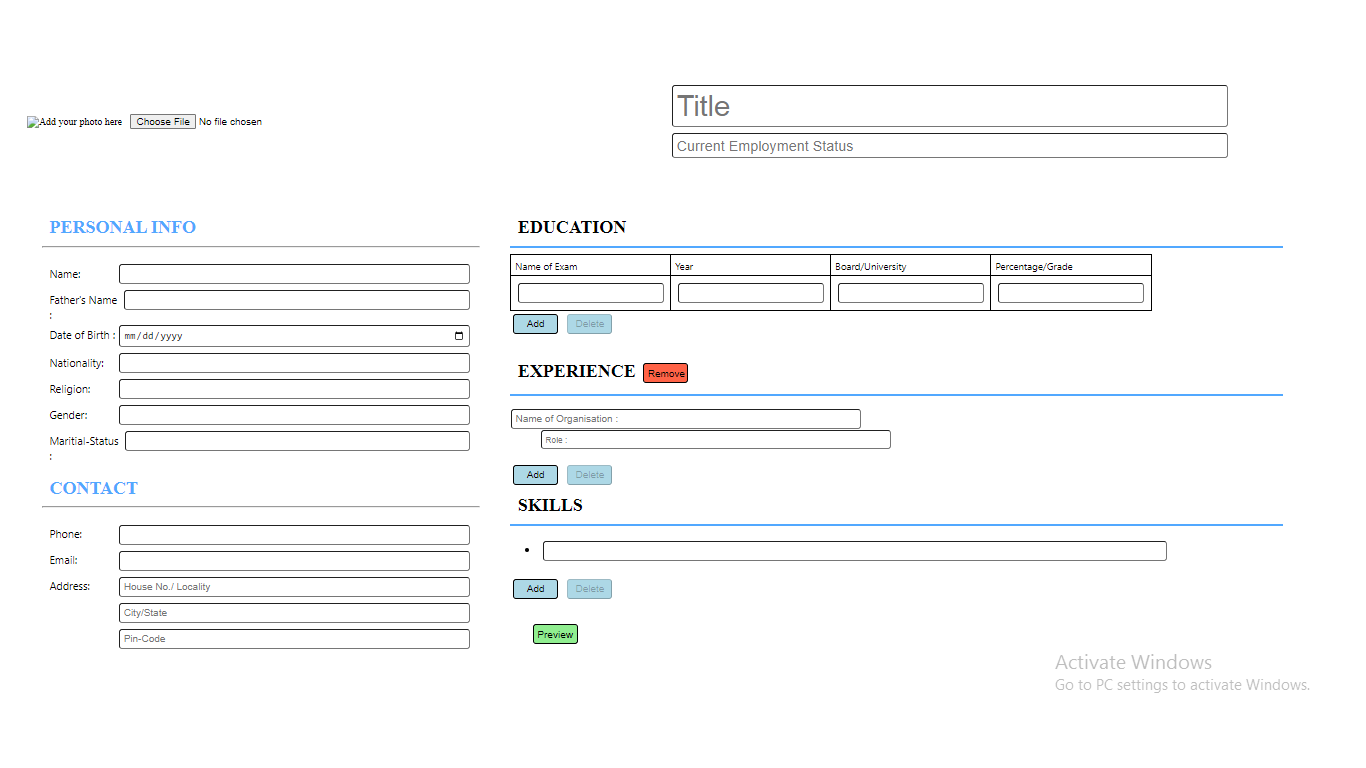 Title
Add your photo here Choose File No file chosen
Current Employment Status
PERSONAL INFO
Name:
Father's Name
:
Date of Birth : mm/dd/yyyy
Nationality:
Religion:
Gender:
Maritial-Status
:
CONTACT
Phone:
Email:
Address: House No./ Locality
City/State
Pin-Code
EDUCATION
Name of Exam Year Board/University Percentage/Grade
Add Delete
EXPERIENCE Remove
Name of Organisation :
Role :
Add Delete
SKILLS
Add Delete
Preview
Activate Windows
Go to PC settings to activate Windows.